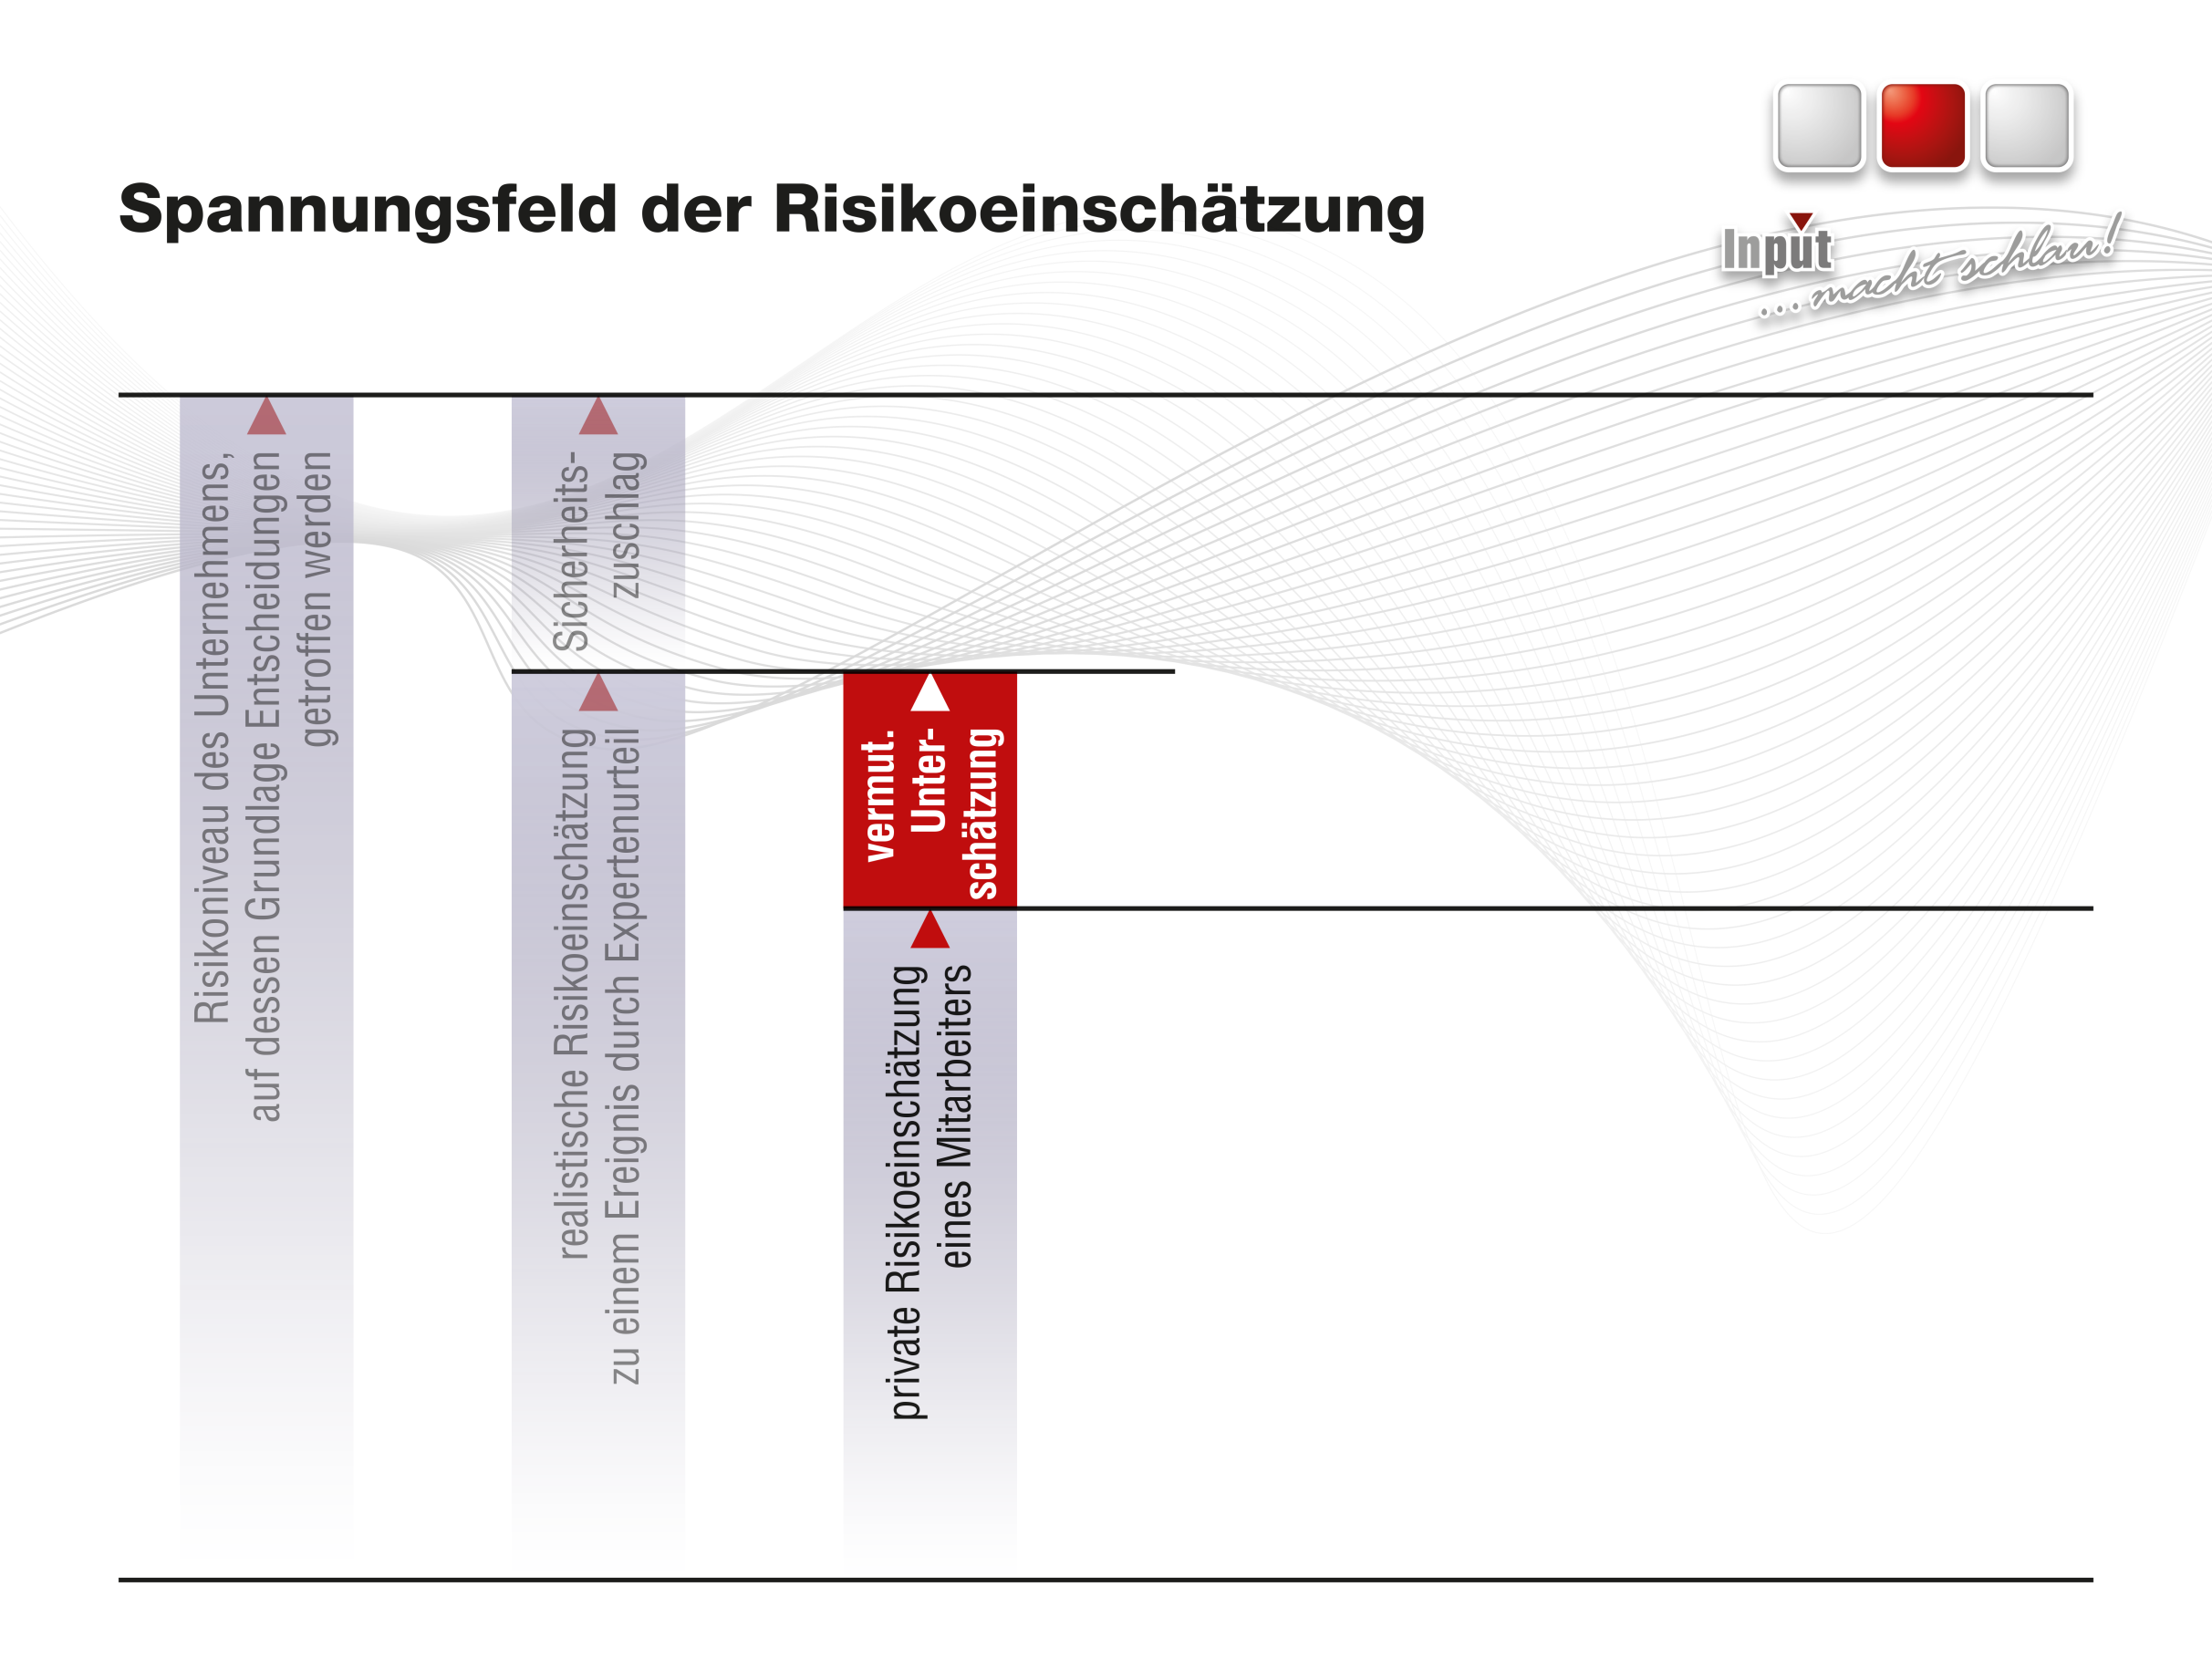 Spannungsfeld der Risikoeinschätzung
Input
... macht schlau!
Risikoniveau des Unternehmens,
auf dessen Grundlage Entscheidungen
getroffen werden
Sicherheits-
zuschlag
realistische Risikoeinschätzung
zu einem Ereignis durch Expertenurteil
vermut.
Unter-
schätzung
private Risikoeinschätzung
eines Mitarbeiters